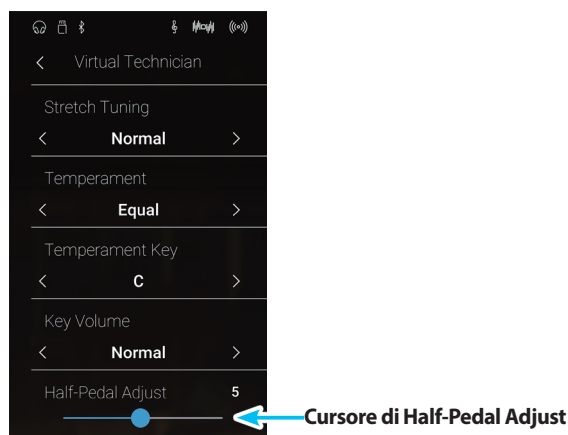 Virtual Technician
Stretch Tuning
Normal
Temperament
Equal
Temperament Key
C
Key Volume
Normal
Half-Pedal Adjust 5
Cursore di Half-Pedal Adjust